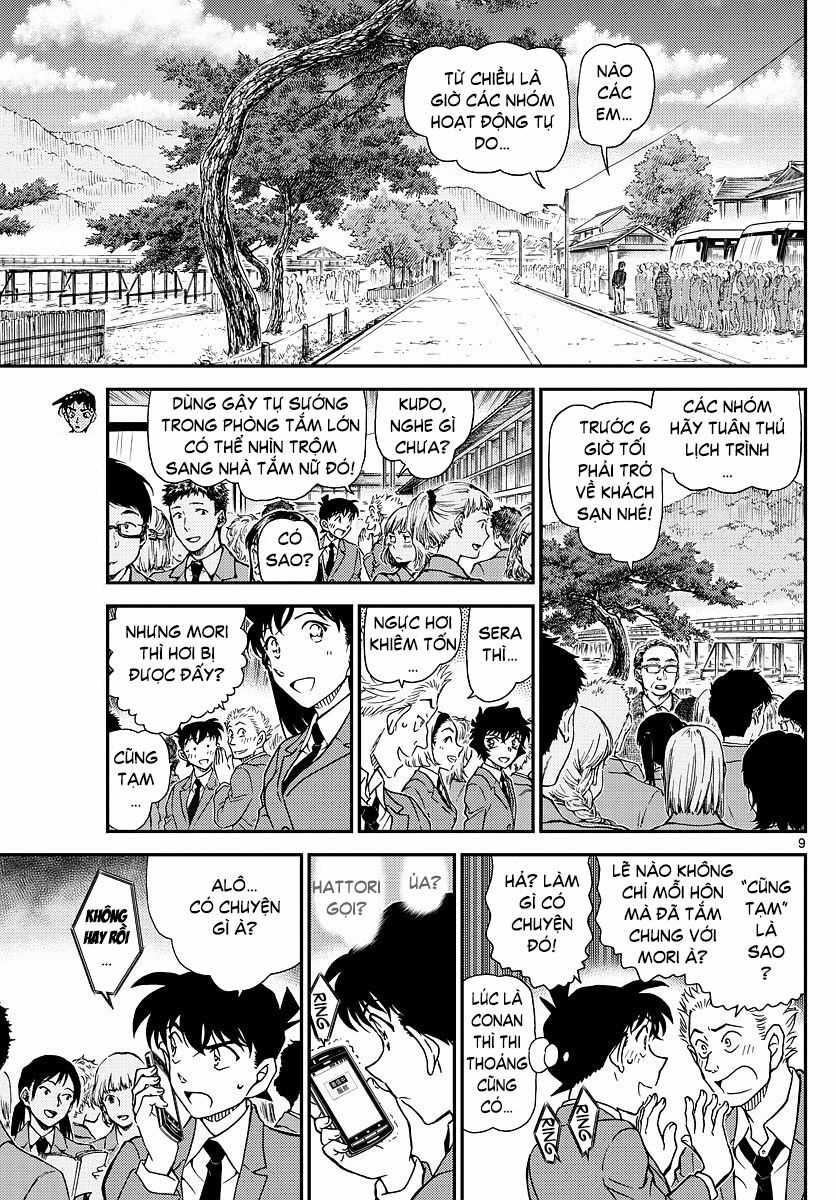 NÀO
CÁC
EM...
TỪ CHIỀU LÀ
GIỜ CÁC NHÓM
HOẠT ĐỘNG TỰ
DO...
CÁC NHÓM
HÃY TUÂN THỦ
LỊCH TRÌNH
...
TRƯỚC 6
GIỜ TỐI
PHẢI TRỞ
VỀ KHÁCH
SẠN NHÉ!
KUDO,
NGHE GÌ
CHƯA?
DÙNG GẬY TỰ SƯỚNG
TRONG PHÒNG TẮM LỚN
CÓ THỂ NHÌN TRỘM
SANG NHÀ TẮM NỮ ĐÓ!
CÓ
SAO?
SERA
THÌ...
NGỰC HƠI
KHIÊM TỐN
NHƯNG MORI
THÌ HƠI BỊ
ĐƯỢC ĐẤY?
CŨNG
TẠM
...
9
"CŨNG
TẠM"
LÀ
SAO
?
LẼ NÀO KHÔNG
CHỈ MỖI HÔN
MÀ ĐÃ TẮM
CHUNG VỚI
MORI À?
HẢ? LÀM
GÌ CÓ
CHUYỆN
ĐÓ!
LÚC LÀ
CONAN
THÌ THI
THOẢNG
CŨNG
CÓ...
RING
RING
ỦA?
HATTORI
GỌI?
RING
ALÔ...
CÓ CHUYỆN
GÌ À?
KHÔNG
HAY RỒI
...